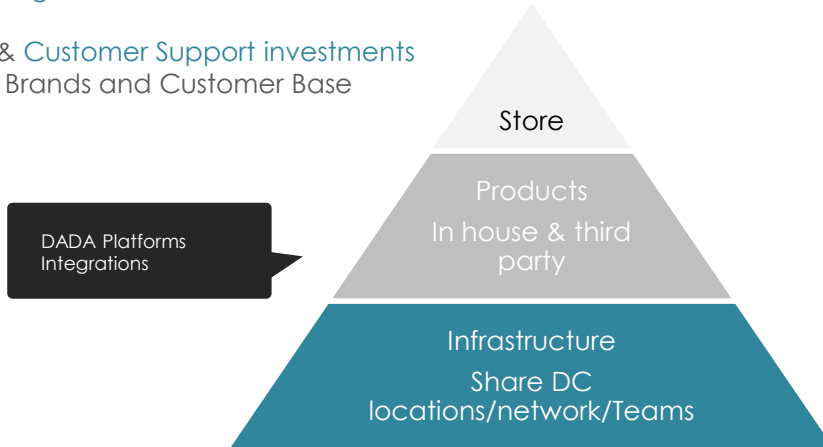 & Customer Support investments
Brands and Customer Base
Store
Products
In house & third
party
DADA Platforms
Integrations
Infrastructure
Share DC
locations/network/Teams